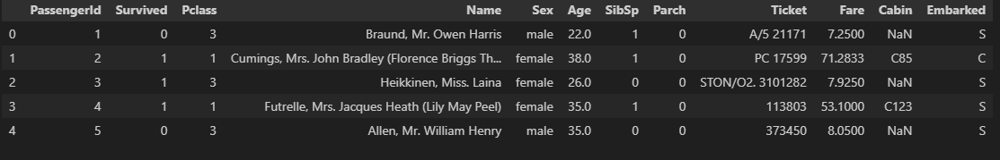 PassengerId Survived Pclass Name Sex Age SibSp Parch Ticket Fare Cabin Embarked
0 1 0 3 Braund, Mr. Owen Harris male 22.0 1 0 A/5 21171 7.2500 NaN S
1 2 1 1 Cumings, Mrs. John Bradley (Florence Briggs Th... female 38.0 1 0 PC 17599 71.2833 C85 C
2 3 1 3 Heikkinen, Miss. Laina female 26.0 0 0 STON/O2. 3101282 7.9250 NaN S
3 4 1 1 Futrelle, Mrs. Jacques Heath (Lily May Peel) female 35.0 1 0 113803 53.1000 C123 S
4 5 0 3 Allen, Mr. William Henry male 35.0 0 0 373450 8.0500 NaN S